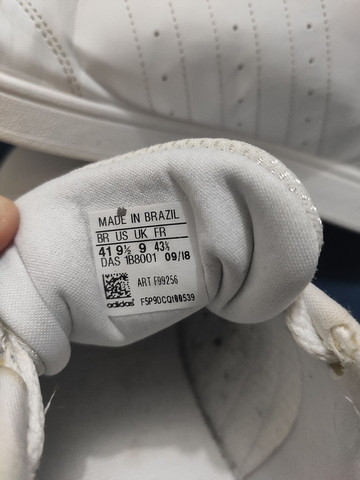 MADE IN BRAZIL
BR US UK FR
41 9½ 9 43⅓
DAS 1B8001 09/18
ART F99256
adidas F5P9DCQ100539